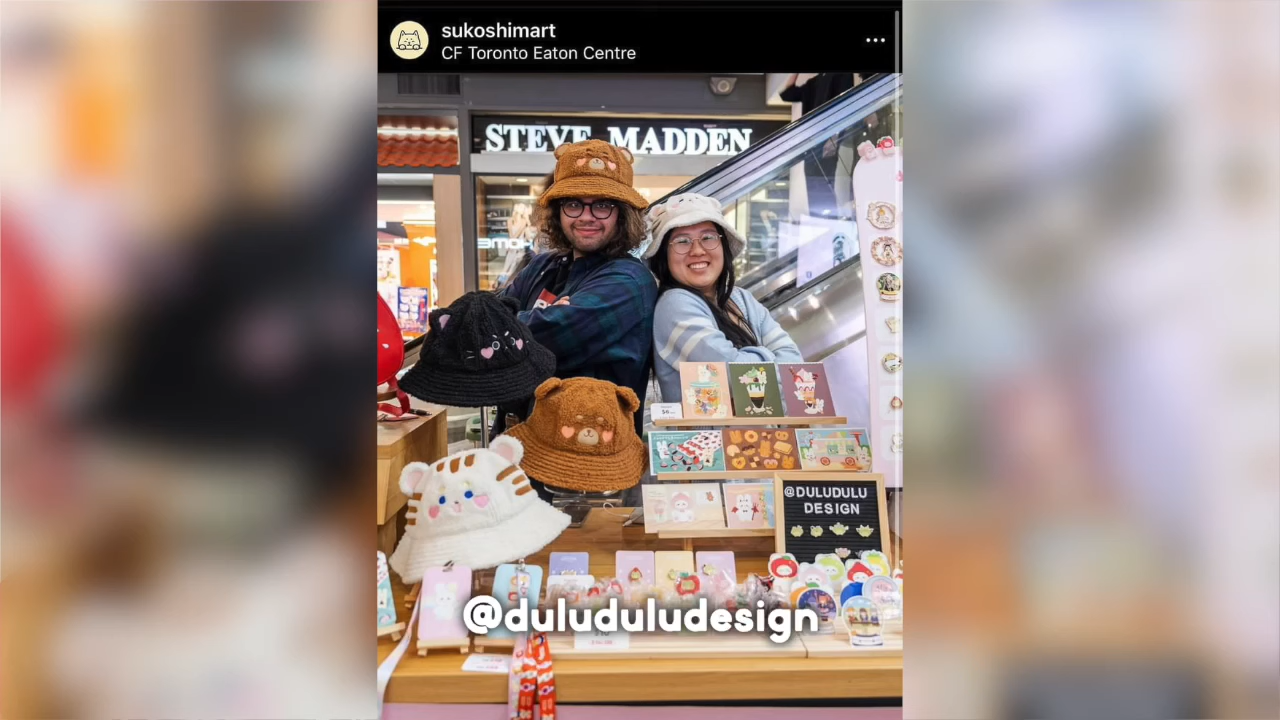 sukoshimart
CF Toronto Eaton Centre
STEVE MADDEN
@DULUDULU
DESIGN
@duluduludesign